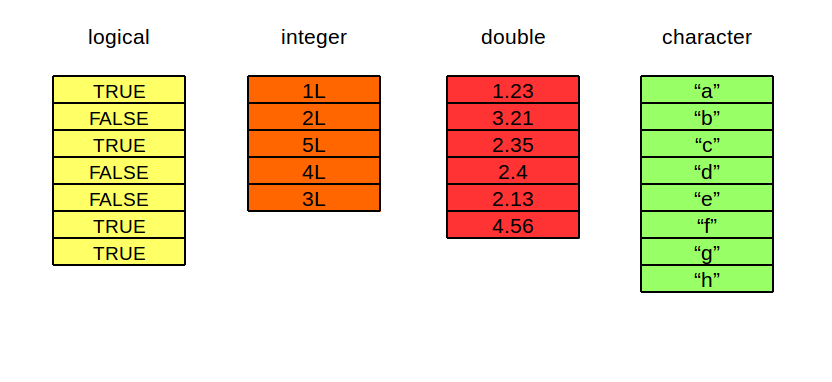 logical integer double character
TRUE 1L 1.23 “a”
FALSE 2L 3.21 “b”
TRUE 5L 2.35 “c”
FALSE 4L 2.4 “d”
FALSE 3L 2.13 “e”
TRUE 4.56 “f”
TRUE “g”
“h”